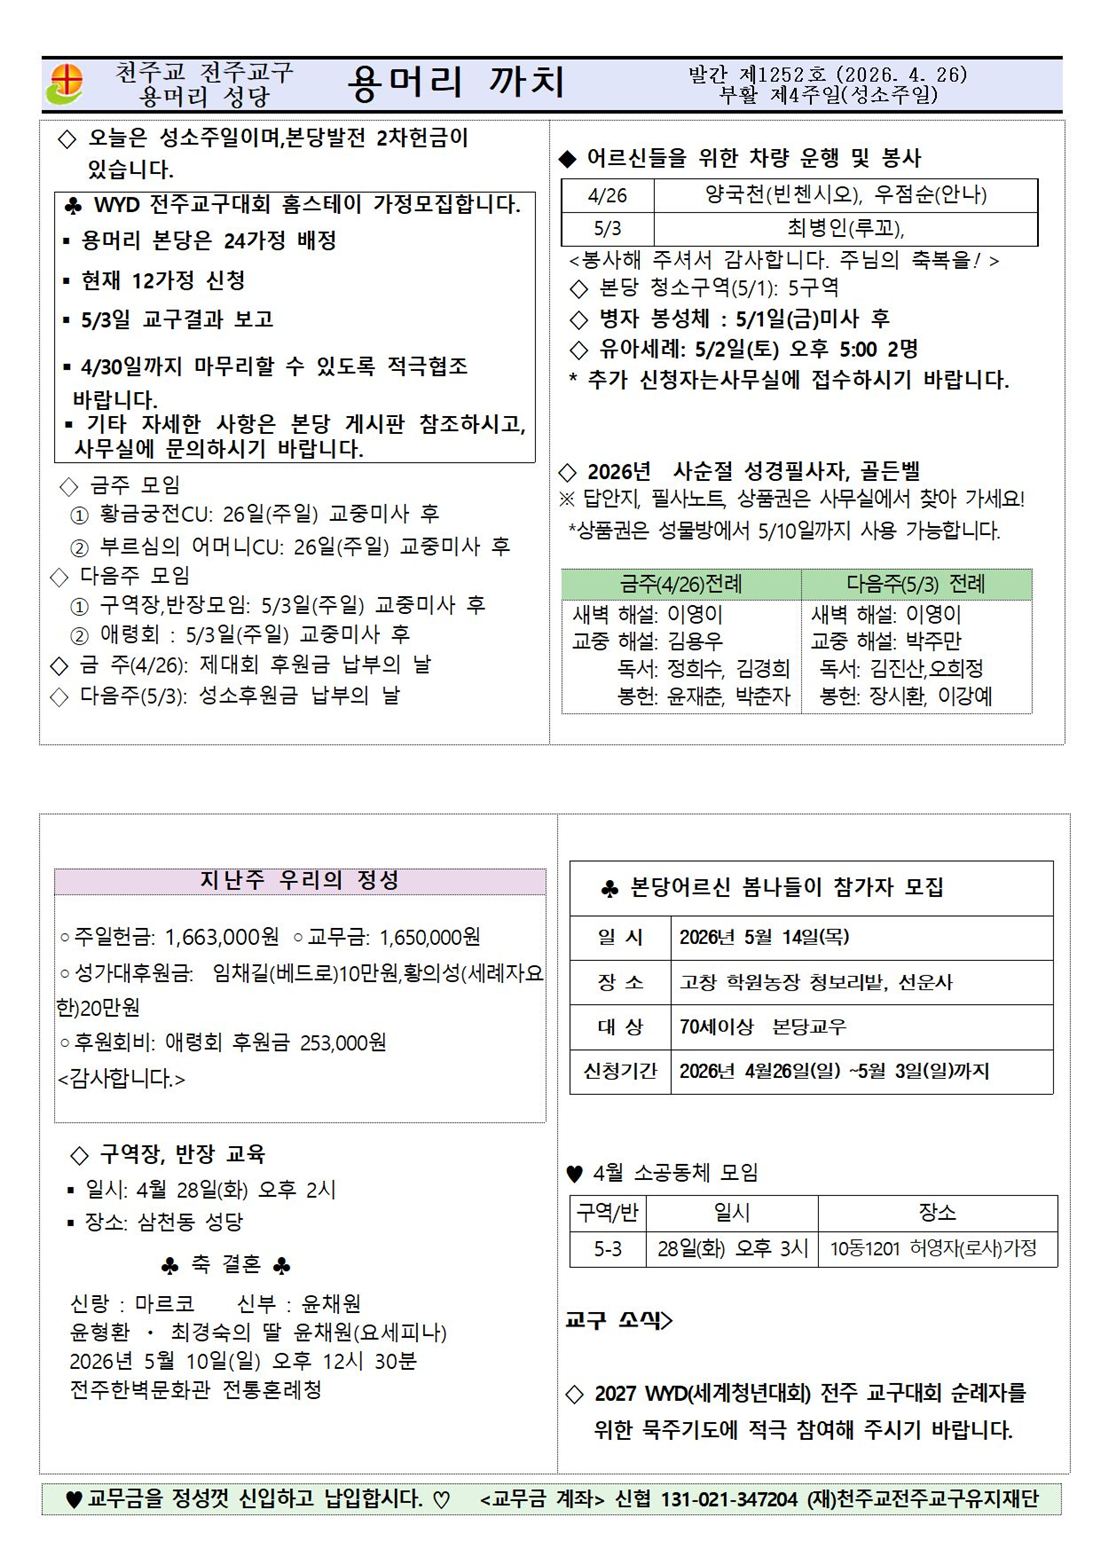 천주교 전주교구
용머리 성당
용머리 까치
발간 제1252호 (2026. 4. 26)
부활 제4주일(성소주일)
◇ 오늘은 성소주일이며,본당발전 2차헌금이
있습니다.
♣ WYD 전주교구대회 홈스테이 가정모집합니다.
▪ 용머리 본당은 24가정 배정
▪ 현재 12가정 신청
▪ 5/3일 교구결과 보고
▪ 4/30일까지 마무리할 수 있도록 적극협조
바랍니다.
▪ 기타 자세한 사항은 본당 게시판 참조하시고,
사무실에 문의하시기 바랍니다.
◇ 금주 모임
① 황금궁전CU: 26일(주일) 교중미사 후
② 부르심의 어머니CU: 26일(주일) 교중미사 후
◇ 다음주 모임
① 구역장,반장모임: 5/3일(주일) 교중미사 후
② 애령회 : 5/3일(주일) 교중미사 후
◇ 금 주(4/26): 제대회 후원금 납부의 날
◇ 다음주(5/3): 성소후원금 납부의 날
◆ 어르신들을 위한 차량 운행 및 봉사
4/26 양국천(빈첸시오), 우점순(안나)
5/3 최병인(루꼬),
<봉사해 주셔서 감사합니다. 주님의 축복을! >
◇ 본당 청소구역(5/1): 5구역
◇ 병자 봉성체 : 5/1일(금)미사 후
◇ 유아세례: 5/2일(토) 오후 5:00 2명
* 추가 신청자는사무실에 접수하시기 바랍니다.
◇ 2026년 사순절 성경필사자, 골든벨
※ 답안지, 필사노트, 상품권은 사무실에서 찾아 가세요!
*상품권은 성물방에서 5/10일까지 사용 가능합니다.
금주(4/26)전례 다음주(5/3) 전례
새벽 해설: 이영이 새벽 해설: 이영이
교중 해설: 김용우 교중 해설: 박주만
독서: 정희수, 김경희 독서: 김진산,오희정
봉헌: 윤재춘, 박춘자 봉헌: 장시환, 이강예
지난주 우리의 정성
○주일헌금: 1,663,000원 ○교무금: 1,650,000원
○성가대후원금: 임채길(베드로)10만원,황의성(세례자요
한)20만원
○후원회비: 애령회 후원금 253,000원
<감사합니다.>
◇ 구역장, 반장 교육
▪ 일시: 4월 28일(화) 오후 2시
▪ 장소: 삼천동 성당
♣ 축 결혼 ♣
신랑 : 마르코 신부 : 윤채원
윤형환 · 최경숙의 딸 윤채원(요세피나)
2026년 5월 10일(일) 오후 12시 30분
전주한벽문화관 전통혼례청
♣ 본당어르신 봄나들이 참가자 모집
일 시 2026년 5월 14일(목)
장 소 고창 학원농장 청보리밭, 선운사
대 상 70세이상 본당교우
신청기간 2026년 4월26일(일) ~5월 3일(일)까지
♥ 4월 소공동체 모임
구역/반 일시 장소
5-3 28일(화) 오후 3시 10동1201 허영자(로사)가정
교구 소식>
◇ 2027 WYD(세계청년대회) 전주 교구대회 순례자를
위한 묵주기도에 적극 참여해 주시기 바랍니다.
♥교무금을 정성껏 신입하고 납입합시다. ♡ <교무금 계좌> 신협 131-021-347204 (재)천주교전주교구유지재단